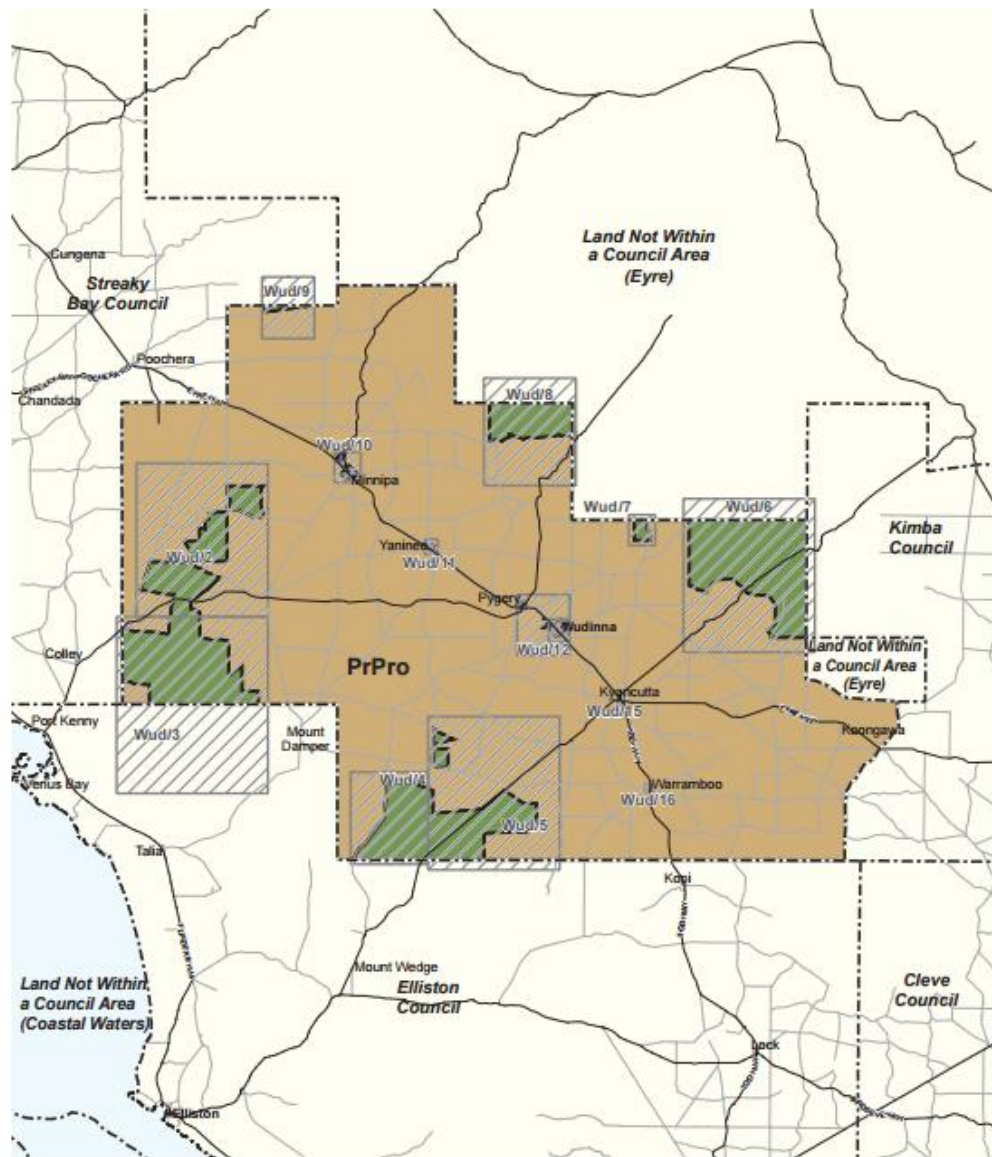 Land Not Within
a Council Area
(Eyre)
Cungena
Streaky
Bay Council
Wud/9
Poochera
Chandada
Wud/8
Wud/10
Minnipa
Wud/7
Wud/6
Kimba
Council
Yaninee
Wud/11
Wud/2
Pygery
Wudinna
Wud/12
Colley
PrPro
Land Not Within
a Council Area
(Eyre)
Kyancutta
Wud/15
Port Kenny
Wud/3
Mount
Damper
Koongawa
Venus Bay
Wud/4
Warramboo
Wud/16
Wud/5
Talia
Kopi
Mount Wedge
Elliston
Council
Cleve
Council
Land Not Within
a Council Area
(Coastal Waters)
Lock
Elliston